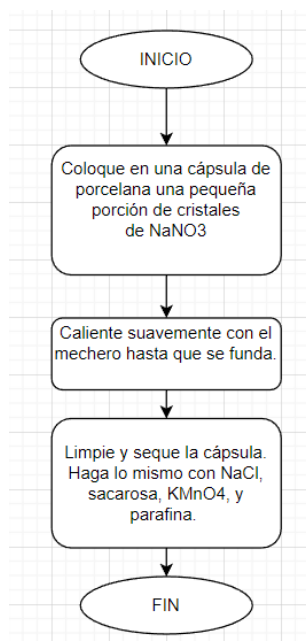 INICIO
Coloque en una cápsula de
porcelana una pequeña
porción de cristales
de NaNO3
Caliente suavemente con el
mechero hasta que se funda.
Limpie y seque la cápsula.
Haga lo mismo con NaCl,
sacarosa, KMnO4, y
parafina.
FIN